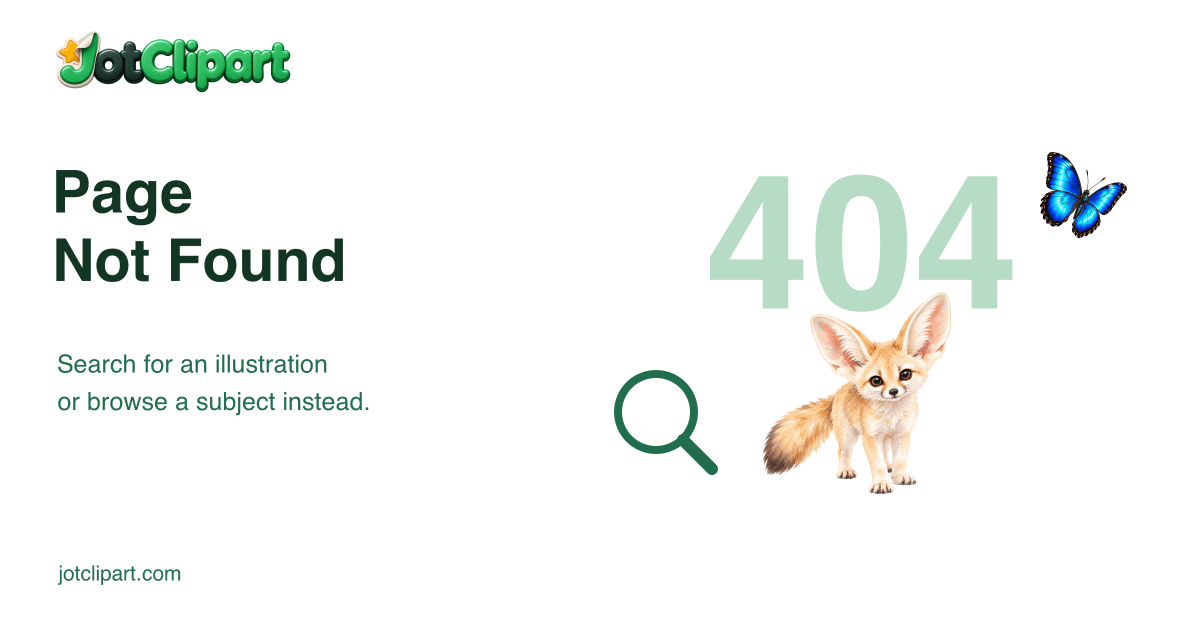 JotClipart
Page
Not Found
404
Search for an illustration
or browse a subject instead.
jotclipart.com